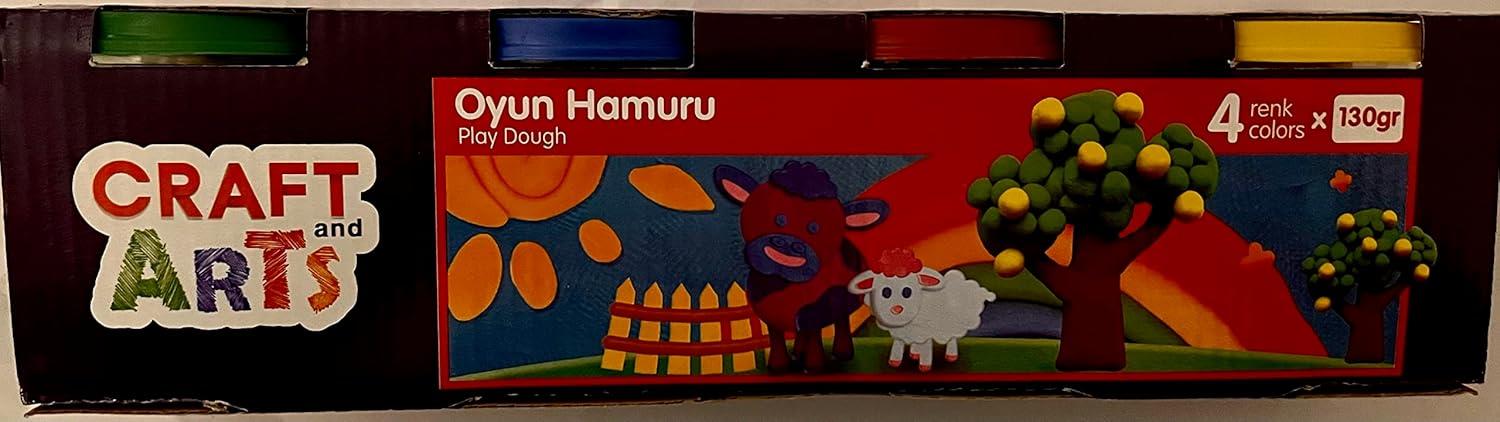 CRAFT
and
ARTS
Oyun Hamuru
Play Dough
4 renk
colors x 130gr